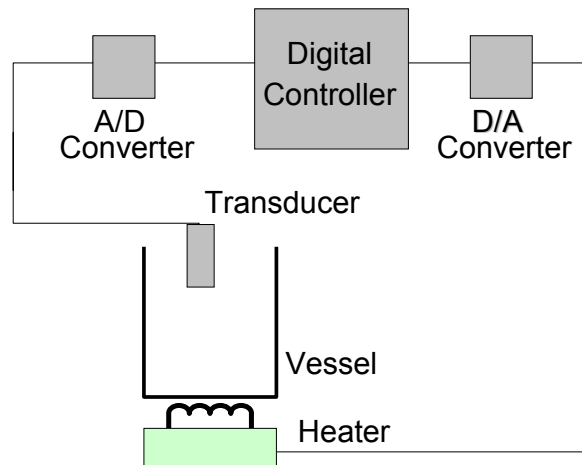 Digital
Controller
A/D
Converter
D/A
Converter
Transducer
Vessel
Heater